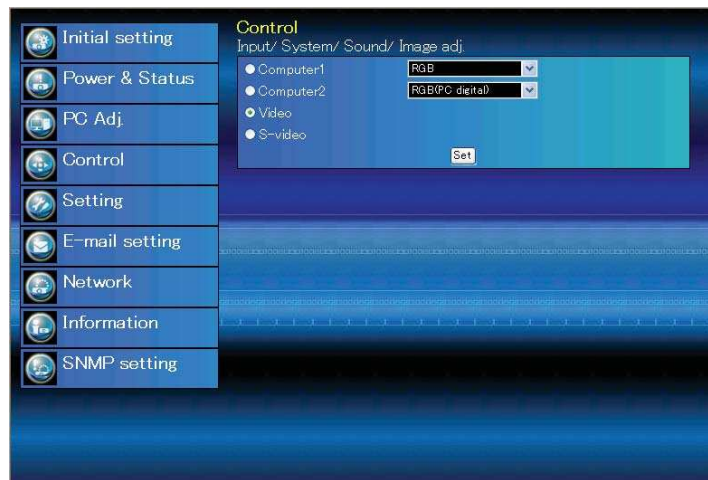 Initial setting
Power & Status
PC Adj.
Control
Setting
E-mail setting
Network
Information
SNMP setting
Control
Input/ System/ Sound/ Image adj.
Computer1 RGB
Computer2 RGB(PC digital)
Video
S-video
Set